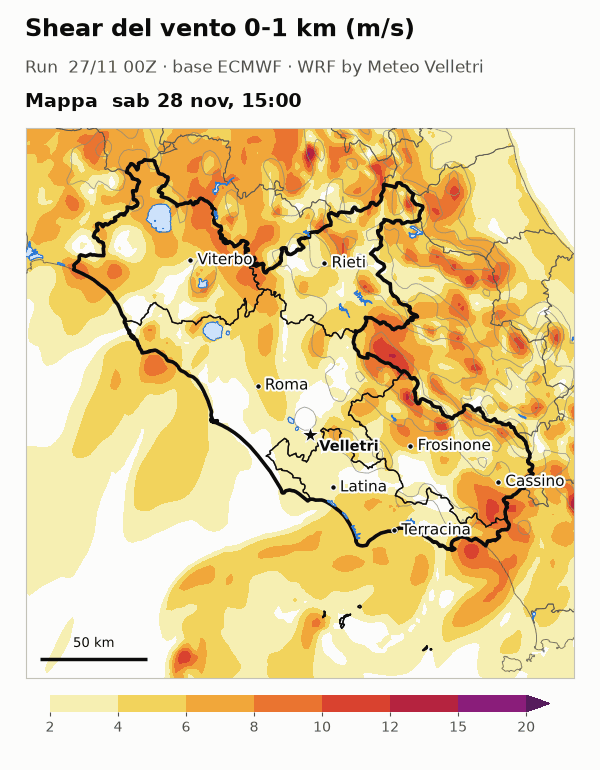 Shear del vento 0-1 km (m/s)
Run 27/11 00Z · base ECMWF · WRF by Meteo Velletri
Mappa sab 28 nov, 15:00
Viterbo
Rieti
Roma
Velletri
Frosinone
Latina
Cassino
Terracina
50 km
2 4 6 8 10 12 15 20